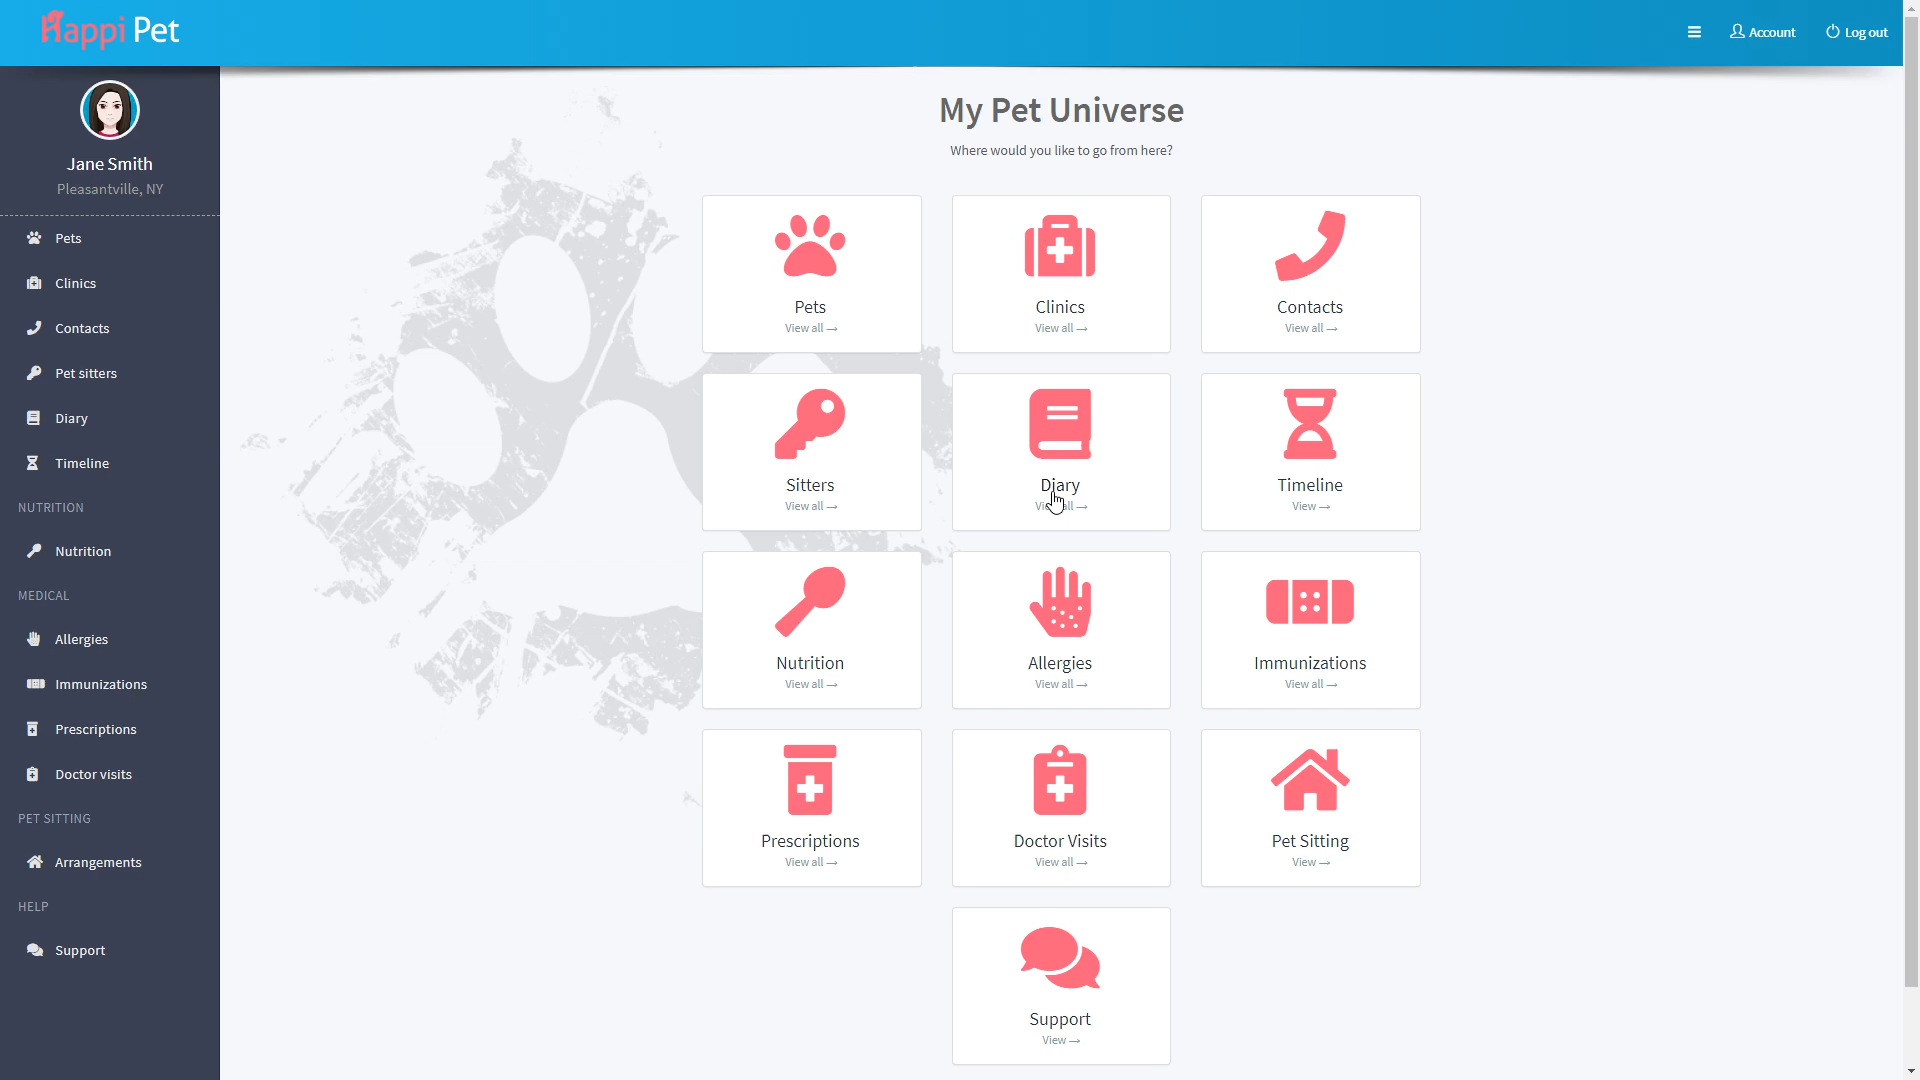 Happi Pet
Account
Log out
Jane Smith
Pleasantville, NY
Pets
Clinics
Contacts
Pet sitters
Diary
Timeline
NUTRITION
Nutrition
MEDICAL
Allergies
Immunizations
Prescriptions
Doctor visits
PET SITTING
Arrangements
HELP
Support
My Pet Universe
Where would you like to go from here?
Pets
View all →
Clinics
View all →
Contacts
View all →
Sitters
View all →
Diary
View all →
Timeline
View →
Nutrition
View all →
Allergies
View all →
Immunizations
View all →
Prescriptions
View all →
Doctor Visits
View all →
Pet Sitting
View →
Support
View →